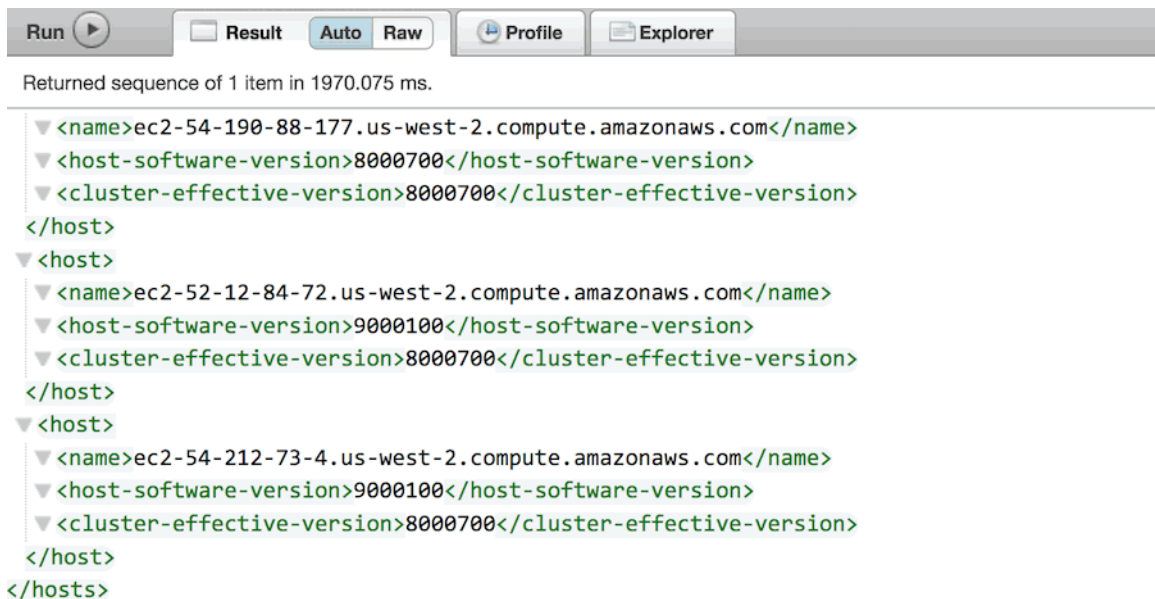 Run Result Auto Raw Profile Explorer
Returned sequence of 1 item in 1970.075 ms.
<name>ec2-54-190-88-177.us-west-2.compute.amazonaws.com</name>
<host-software-version>8000700</host-software-version>
<cluster-effective-version>8000700</cluster-effective-version>
</host>
<host>
<name>ec2-52-12-84-72.us-west-2.compute.amazonaws.com</name>
<host-software-version>9000100</host-software-version>
<cluster-effective-version>8000700</cluster-effective-version>
</host>
<host>
<name>ec2-54-212-73-4.us-west-2.compute.amazonaws.com</name>
<host-software-version>9000100</host-software-version>
<cluster-effective-version>8000700</cluster-effective-version>
</host>
</hosts>